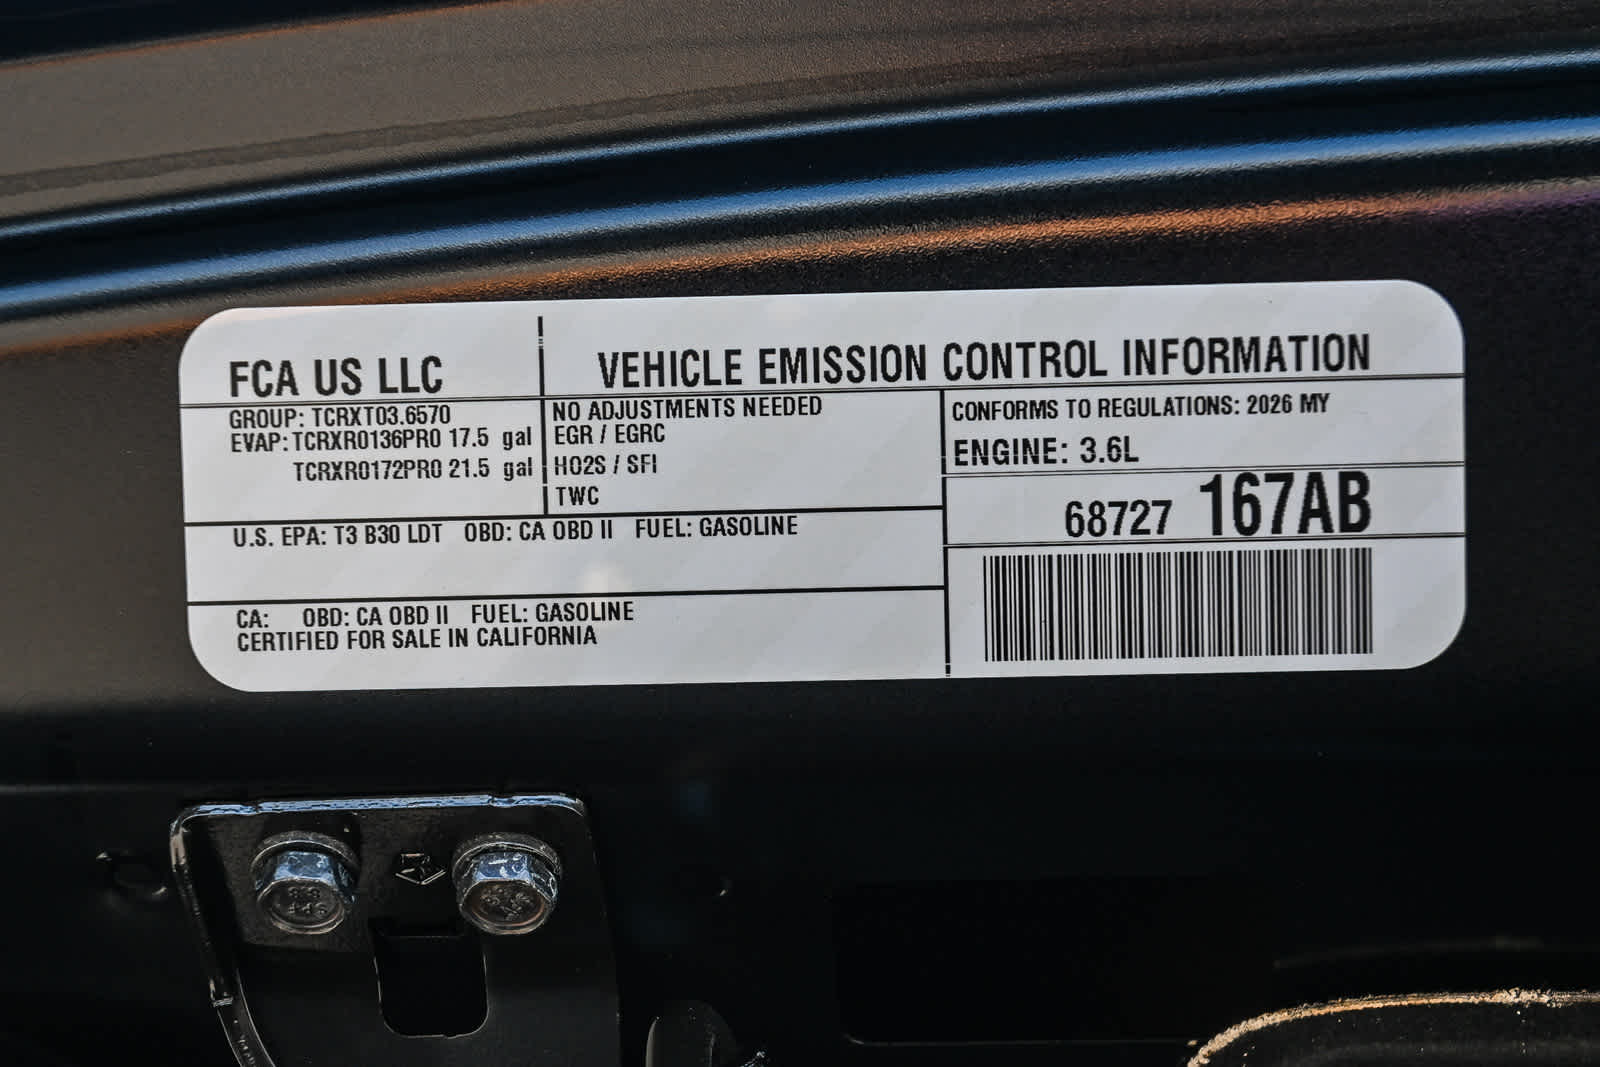 FCA US LLC
VEHICLE EMISSION CONTROL INFORMATION
GROUP: TCRXT03.6570
EVAP: TCRXR0136PR0 17.5 gal
TCRXR0172PR0 21.5 gal
NO ADJUSTMENTS NEEDED
EGR / EGRC
HO2S / SFI
TWC
CONFORMS TO REGULATIONS: 2026 MY
ENGINE: 3.6L
68727 167AB
U.S. EPA: T3 B30 LDT OBD: CA OBD II FUEL: GASOLINE
CA: OBD: CA OBD II FUEL: GASOLINE
CERTIFIED FOR SALE IN CALIFORNIA